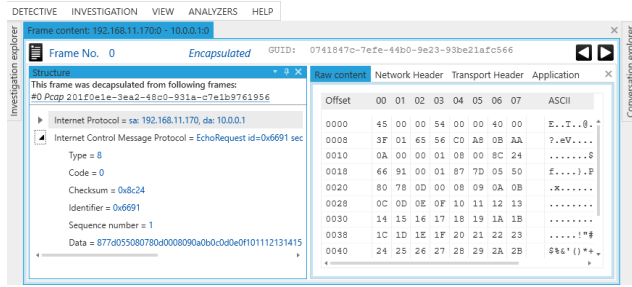 DETECTIVE INVESTIGATION VIEW ANALYZERS HELP
Investigation explorer
Frame content: 192.168.11.170:0 - 10.0.0.1:0
Conversation explorer
Frame No. 0 Encapsulated GUID: 0741847c-7efe-44b0-9e23-93be21afc566
Structure
This frame was decapsulated from following frames:
#0 Pcap 201f0e1e-3ea2-48c0-931a-c7e1b9761956
Internet Protocol = sa: 192.168.11.170, da: 10.0.0.1
Internet Control Message Protocol = EchoRequest id=0x6691 sec
Type = 8
Code = 0
Checksum = 0x8c24
Identifier = 0x6691
Sequence number = 1
Data = 877d055080780d0008090a0b0c0d0e0f101112131415
Raw content Network Header Transport Header Application
Offset 00 01 02 03 04 05 06 07 ASCII
0000 45 00 00 54 00 00 40 00 E..T..@.
0008 3F 01 65 56 C0 A8 0B AA ?.eV....
0010 0A 00 00 01 08 00 8C 24 .......$
0018 66 91 00 01 87 7D 05 50 f....}.P
0020 80 78 0D 00 08 09 0A 0B .x......
0028 0C 0D 0E 0F 10 11 12 13 ........
0030 14 15 16 17 18 19 1A 1B ........
0038 1C 1D 1E 1F 20 21 22 23 .... !"#
0040 24 25 26 27 28 29 2A 2B $%&'()*+